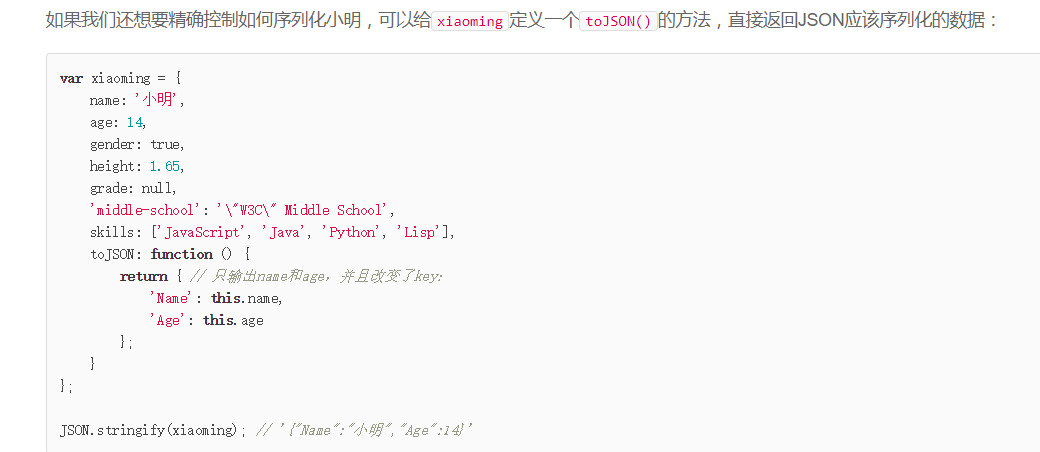 如果我们还想要精确控制如何序列化小明，可以给xiaoming定义一个toJSON()的方法，直接返回JSON应该序列化的数据：
var xiaoming = {
    name: '小明',
    age: 14,
    gender: true,
    height: 1.65,
    grade: null,
    'middle-school': '\"W3C\" Middle School',
    skills: ['JavaScript', 'Java', 'Python', 'Lisp'],
    toJSON: function () {
        return { // 只输出name和age，并且改变了key：
            'Name': this.name,
            'Age': this.age
        };
    }
};
JSON.stringify(xiaoming); // '{"Name":"小明","Age":14}'